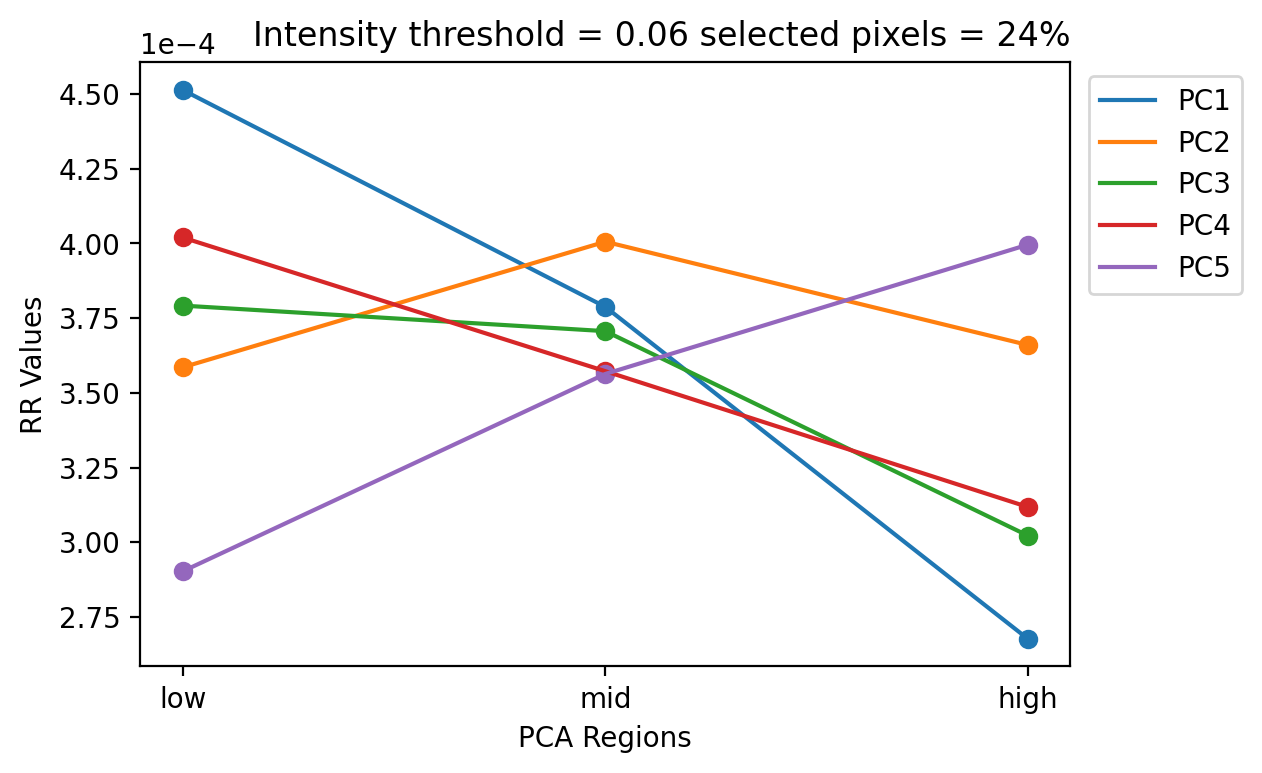 Intensity threshold = 0.06 selected pixels = 24%
1e−4
4.50
4.25
4.00
3.75
3.50
3.25
3.00
2.75
RR Values
low
mid
high
PCA Regions
PC1
PC2
PC3
PC4
PC5